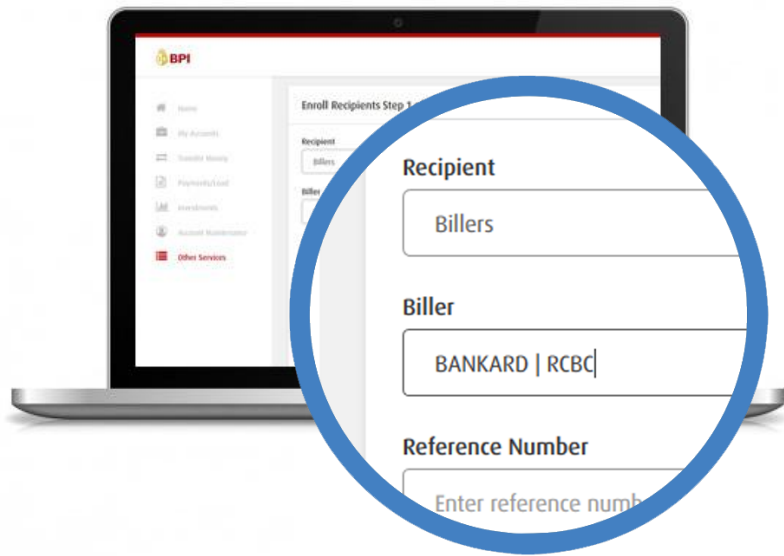 BPI
Home
My Accounts
Transfer Money
Payments/Load
Investments
Account Maintenance
Other Services
Enroll Recipients Step 1
Recipient
Billers
Biller
Recipient
Billers
Biller
BANKARD | RCBC
Reference Number
Enter reference numb